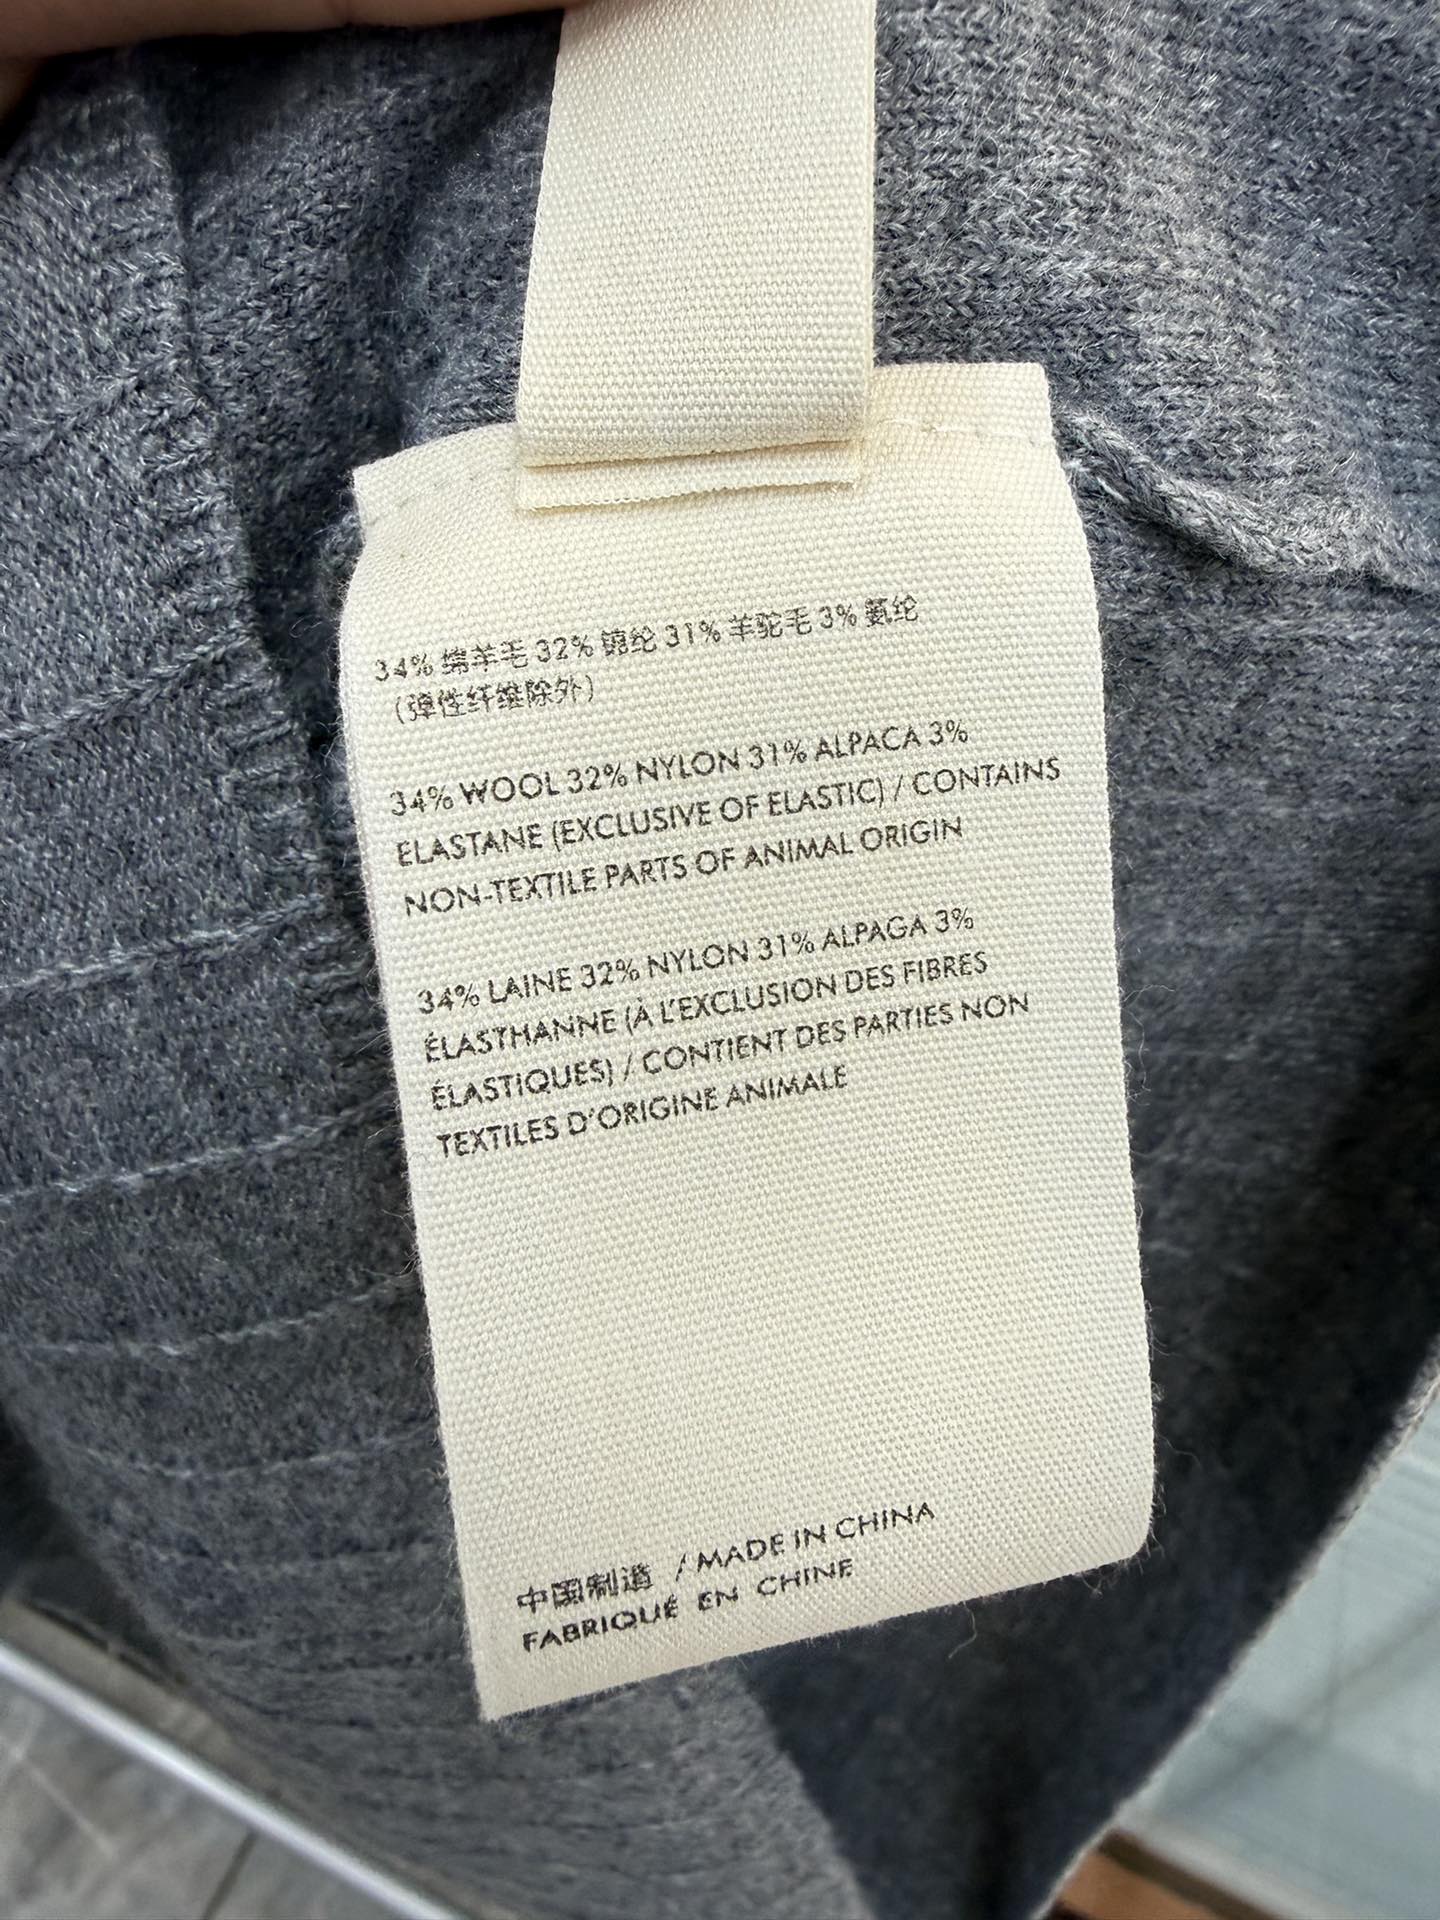 34% 绵羊毛 32% 锦纶 31% 羊驼毛 3% 氨纶
(弹性纤维除外)
34% WOOL 32% NYLON 31% ALPACA 3%
ELASTANE (EXCLUSIVE OF ELASTIC) / CONTAINS
NON-TEXTILE PARTS OF ANIMAL ORIGIN
34% LAINE 32% NYLON 31% ALPAGA 3%
ÉLASTHANNE (À L'EXCLUSION DES FIBRES
ÉLASTIQUES) / CONTIENT DES PARTIES NON
TEXTILES D'ORIGINE ANIMALE
中国制造 / MADE IN CHINA
FABRIQUÉ EN CHINE